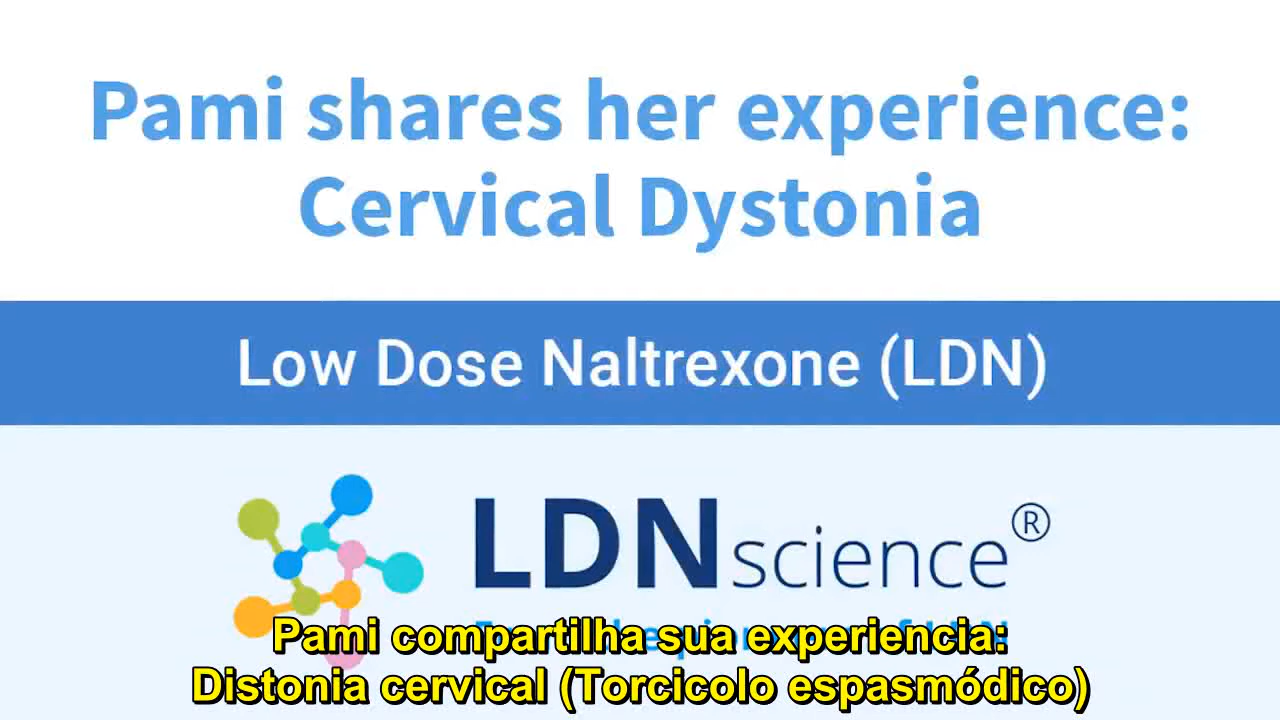 Pami shares her experience:
Cervical Dystonia
Low Dose Naltrexone (LDN)
LDNscience®
Pami compartilha sua experiencia:
Distonia cervical (Torcicolo espasmódico)